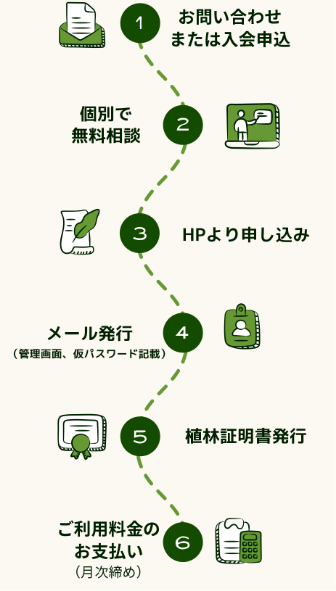 1
お問い合わせ
または入会申込
個別で
無料相談
2
3
HPより申し込み
メール発行
（管理画面、仮パスワード記載）
4
5
植林証明書発行
ご利用料金の
お支払い
（月次締め）
6